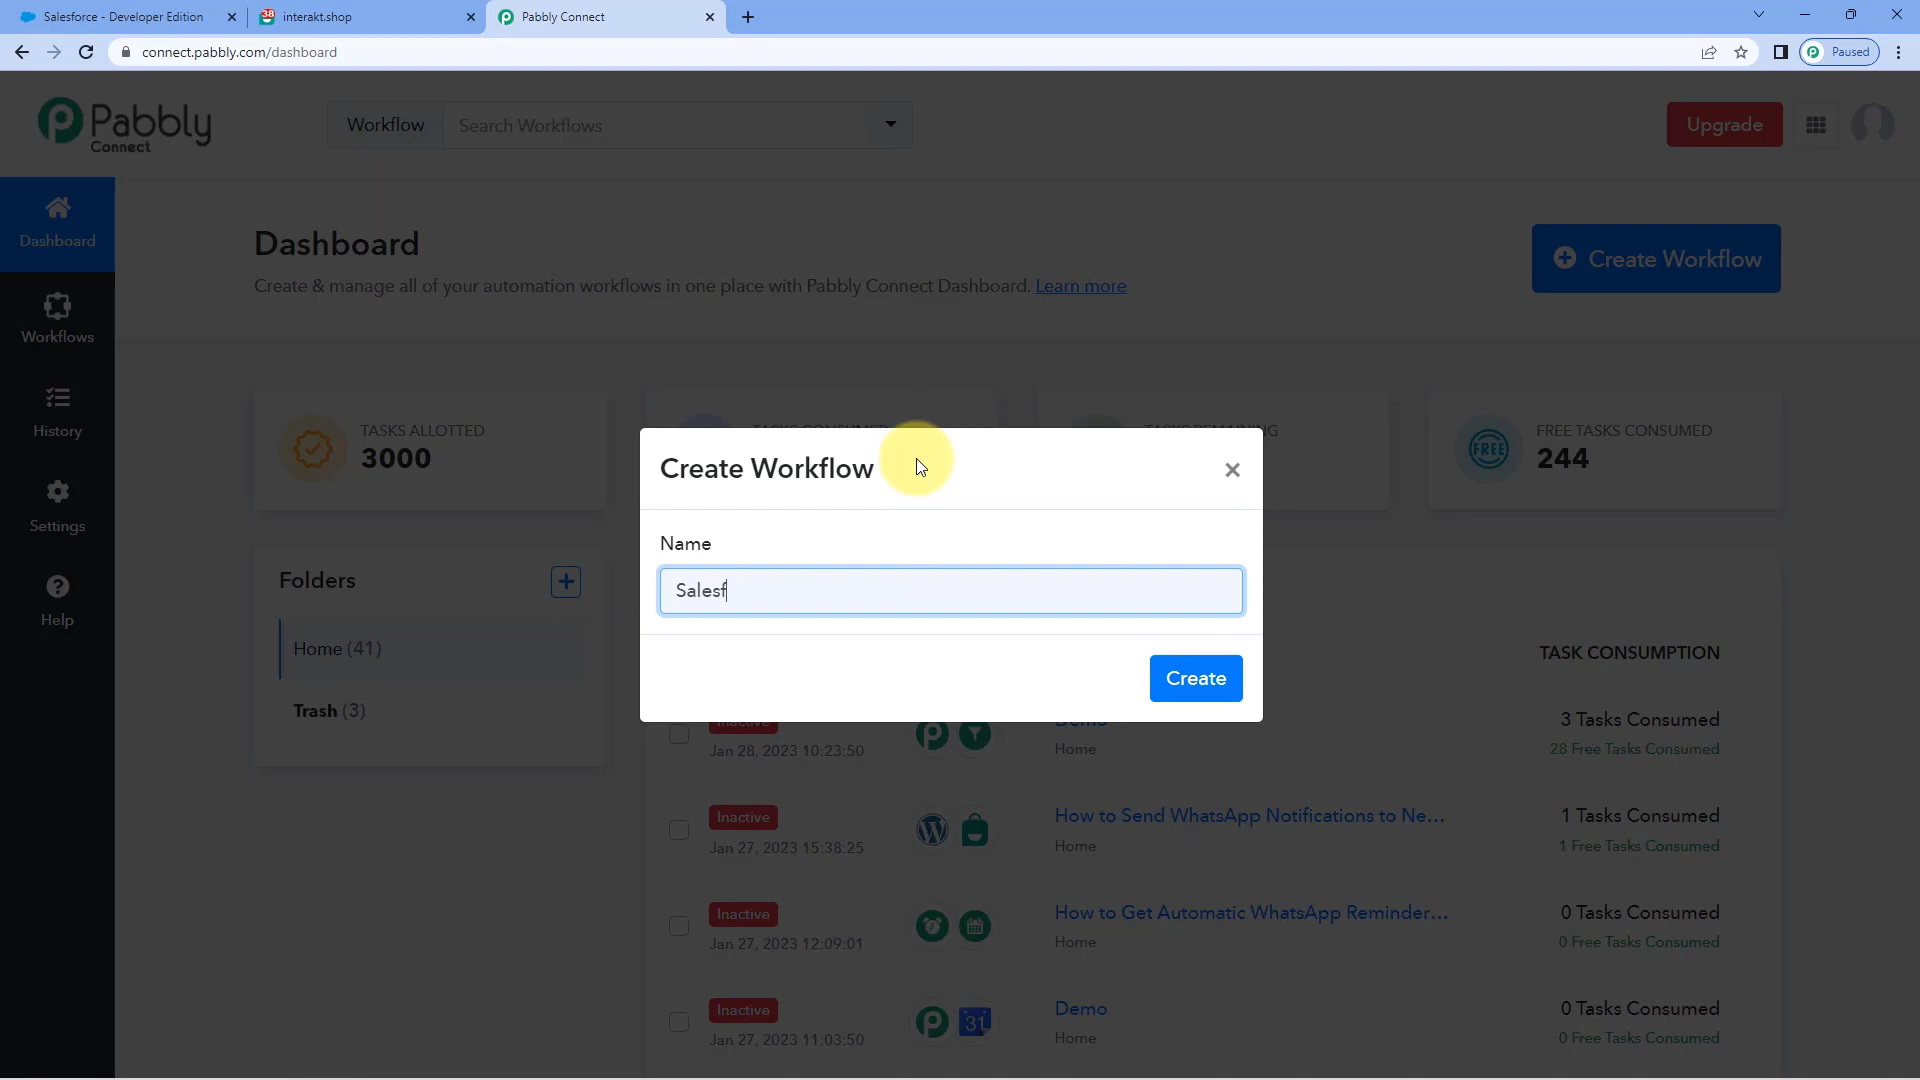 Salesforce - Developer Edition
38
interakt.shop
Pabbly Connect
connect.pabbly.com/dashboard
Paused
Pabbly
Connect
Workflow
Search Workflows
Upgrade
Dashboard
Workflows
History
Settings
Help
Dashboard
Create & manage all of your automation workflows in one place with Pabbly Connect Dashboard. Learn more
Create Workflow
TASKS ALLOTTED
3000
TASKS CONSUMED
TASKS REMAINING
FREE
FREE TASKS CONSUMED
244
Create Workflow
Name
Salesf
Create
Folders
Home (41)
Trash (3)
TASK CONSUMPTION
Inactive
Jan 28, 2023 10:23:50
Demo
Home
3 Tasks Consumed
28 Free Tasks Consumed
Inactive
Jan 27, 2023 15:38:25
How to Send WhatsApp Notifications to Ne...
Home
1 Tasks Consumed
1 Free Tasks Consumed
Inactive
Jan 27, 2023 12:09:01
How to Get Automatic WhatsApp Reminder...
Home
0 Tasks Consumed
0 Free Tasks Consumed
Inactive
Jan 27, 2023 11:03:50
31
Demo
Home
0 Tasks Consumed
0 Free Tasks Consumed